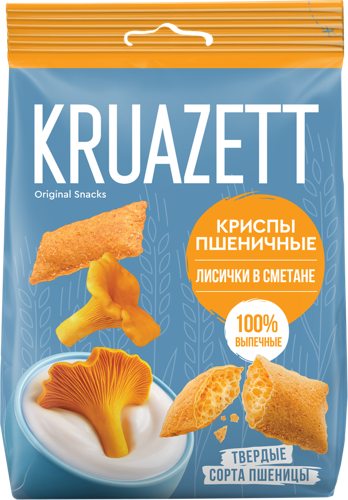 KRUAZETT
Original Snacks
КРИСПЫ
ПШЕНИЧНЫЕ
ЛИСИЧКИ В СМЕТАНЕ
100%
ВЫПЕЧНЫЕ
ТВЕРДЫЕ
СОРТА ПШЕНИЦЫ